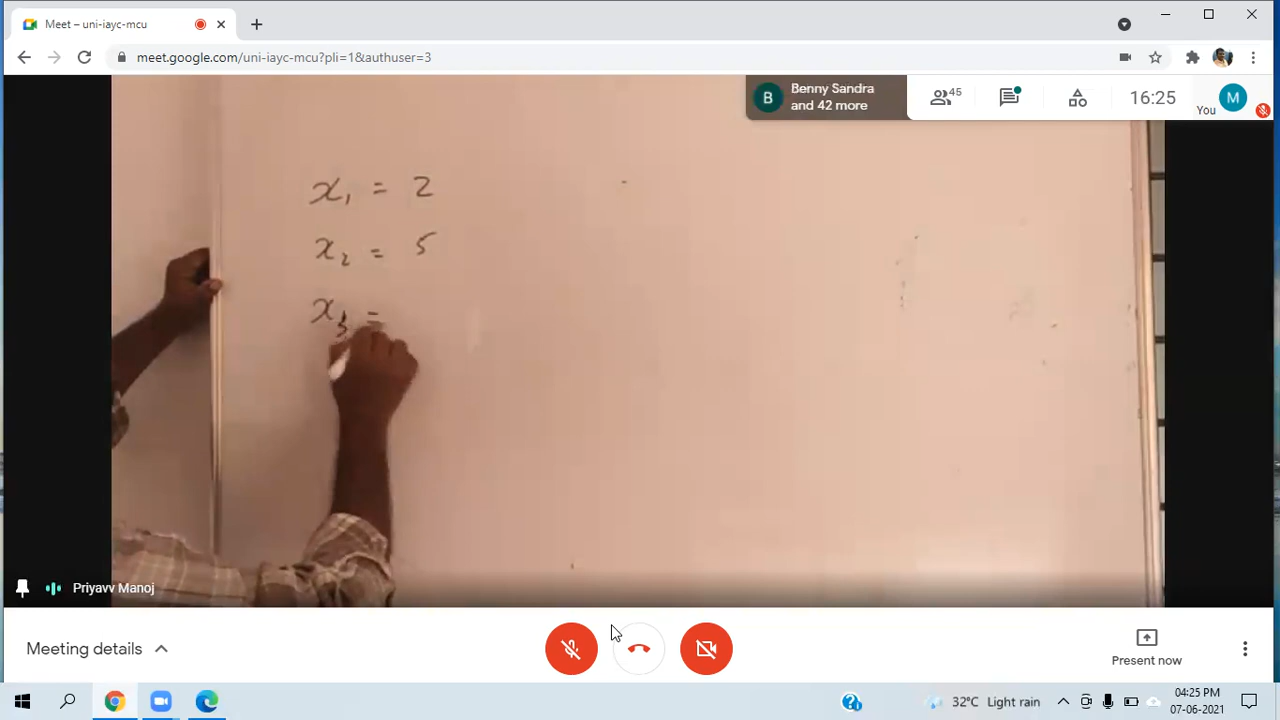 Meet – uni-iayc-mcu
meet.google.com/uni-iayc-mcu?pli=1&authuser=3
B
Benny Sandra
and 42 more
45
16:25
You
M
x₁ = 2
x₂ = 5
x₃ =
Priyavv Manoj
Meeting details
Present now
32°C Light rain
04:25 PM
07-06-2021